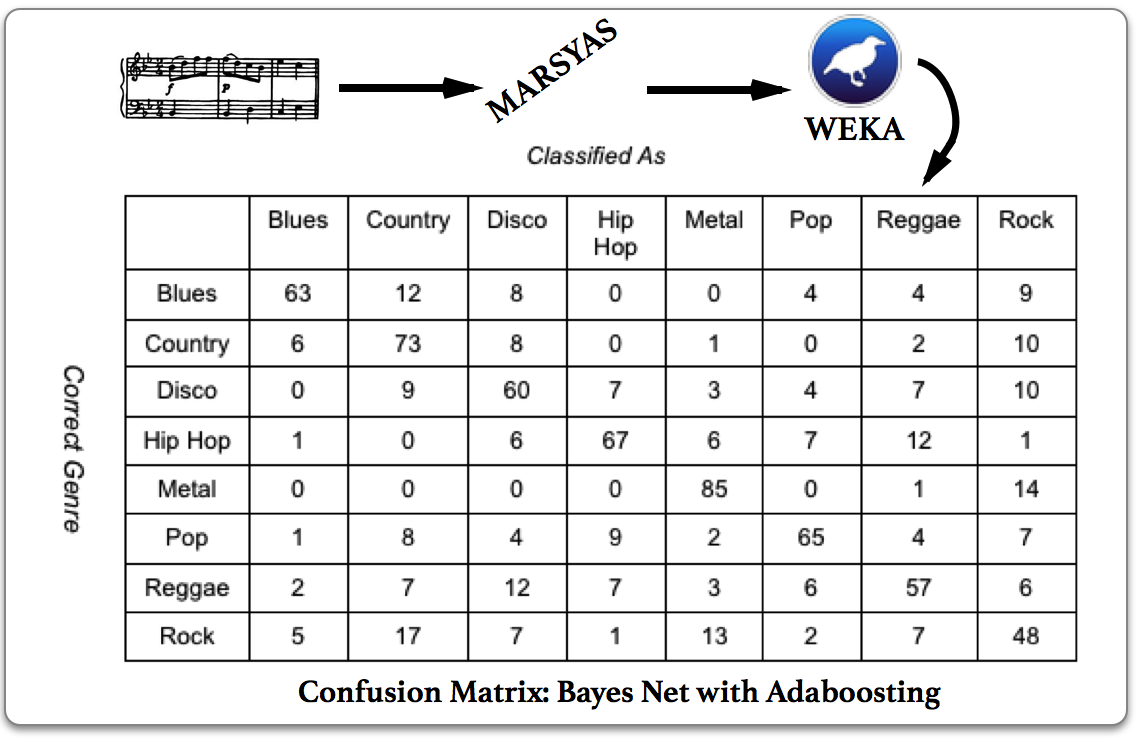 f p
MARSYAS
WEKA
Classified As
Blues Country Disco Hip Hop Metal Pop Reggae Rock
Blues 63 12 8 0 0 4 4 9
Country 6 73 8 0 1 0 2 10
Disco 0 9 60 7 3 4 7 10
Hip Hop 1 0 6 67 6 7 12 1
Metal 0 0 0 0 85 0 1 14
Pop 1 8 4 9 2 65 4 7
Reggae 2 7 12 7 3 6 57 6
Rock 5 17 7 1 13 2 7 48
Correct Genre
Confusion Matrix: Bayes Net with Adaboosting